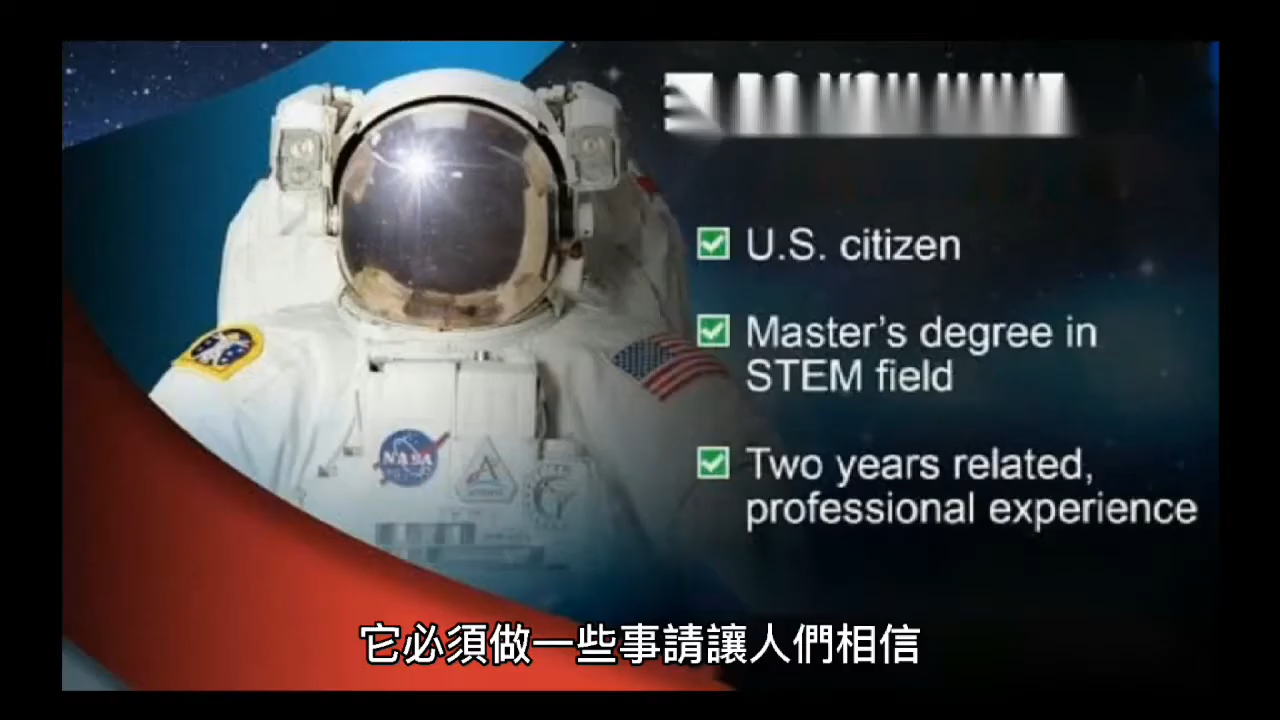 U.S. citizen
Master's degree in
STEM field
Two years related,
professional experience
NASA
它必須做一些事請讓人們相信